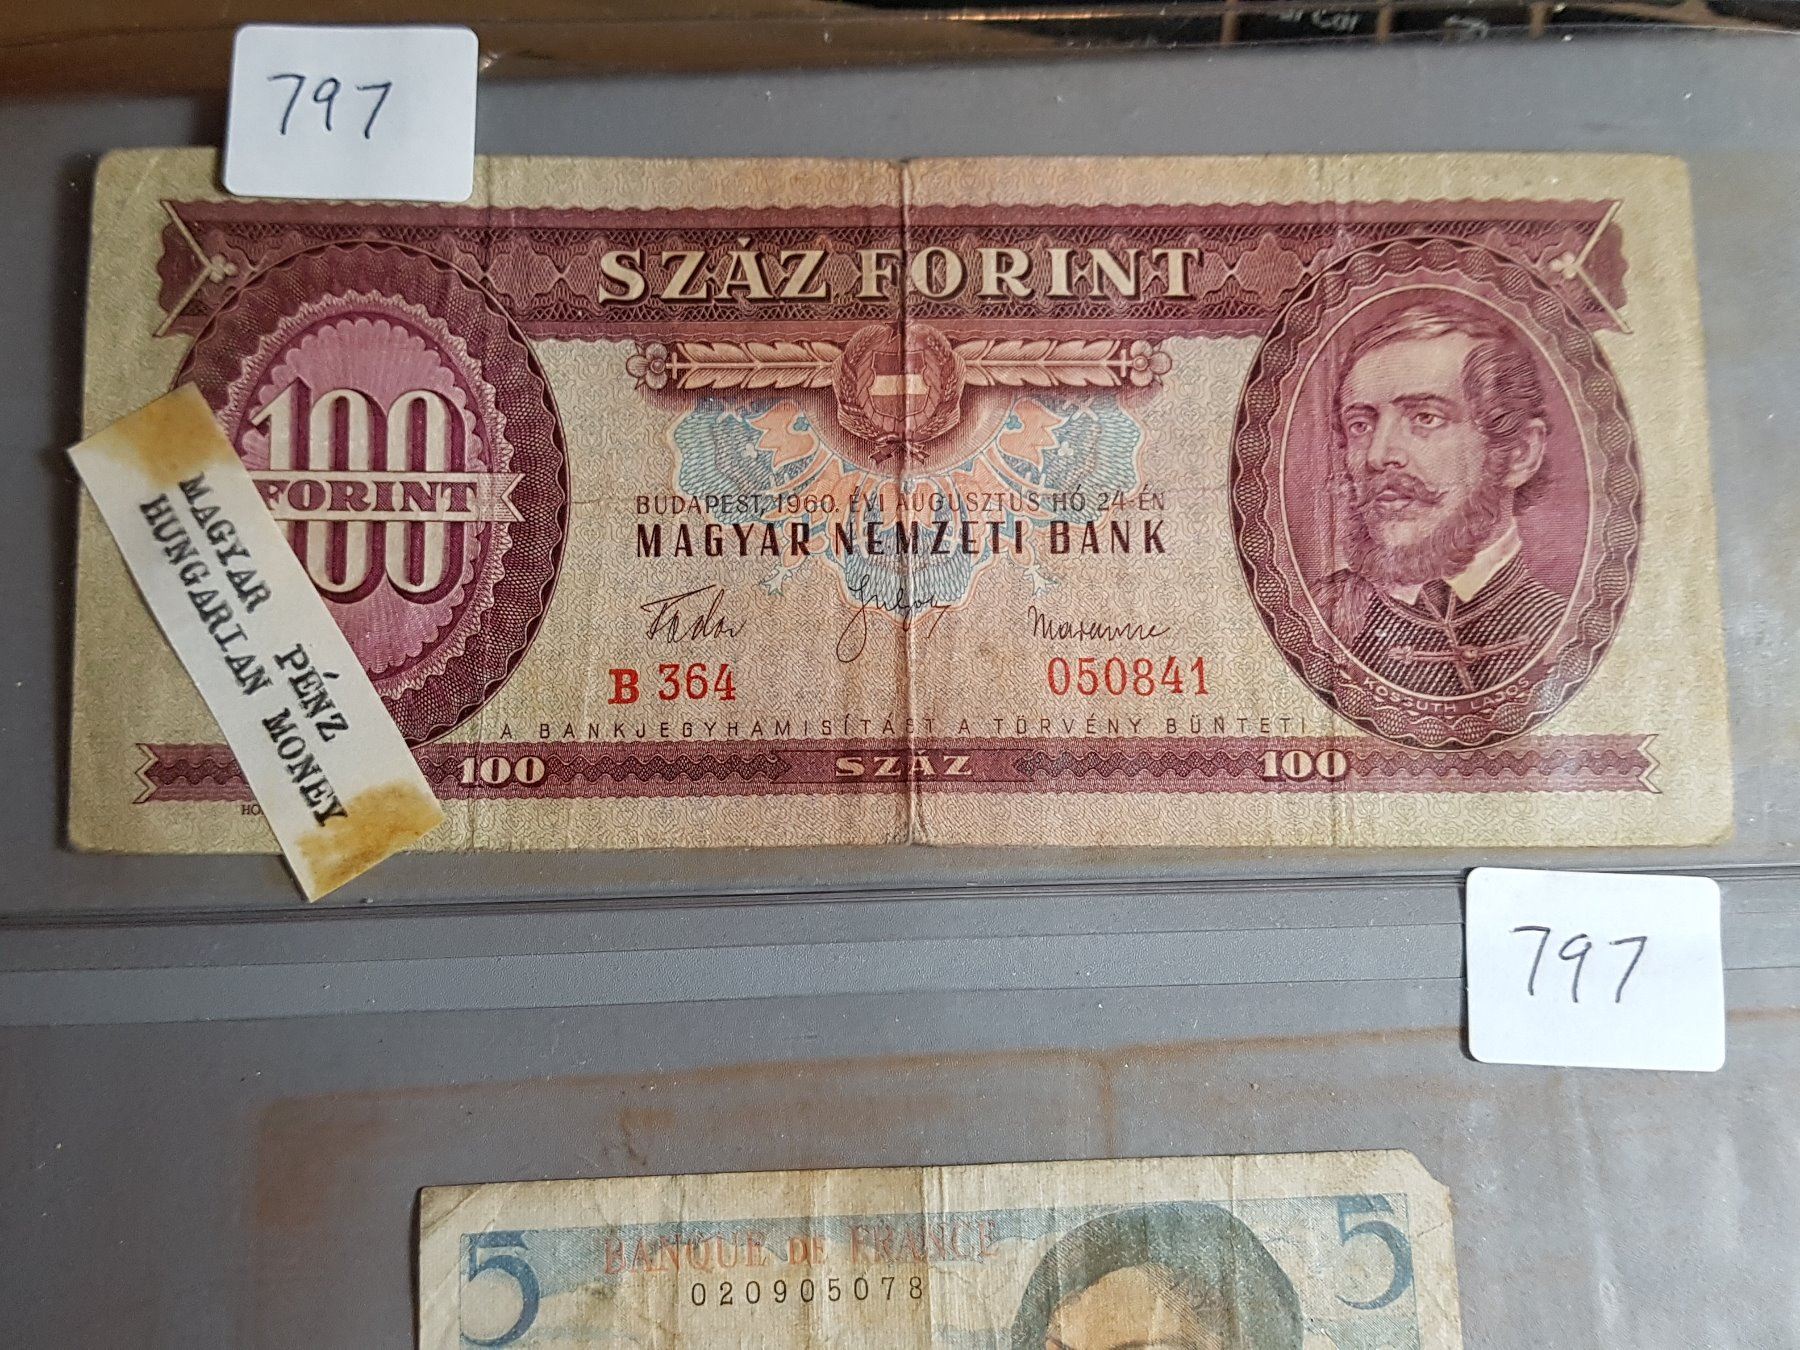 797
SZÁZ FORINT
100
FORINT
BUDAPEST, 1960. ÉVI AUGUSZTUS HÓ 24-ÉN
MAGYAR NEMZETI BANK
B 364
050841
KOSSUTH LAJOS
A BANKJEGYHAMISÍTÁST A TÖRVÉNY BÜNTETI
100
SZÁZ
100
MAGYAR PÉNZ
HUNGARIAN MONEY
797
5
BANQUE DE FRANCE
5
020905078